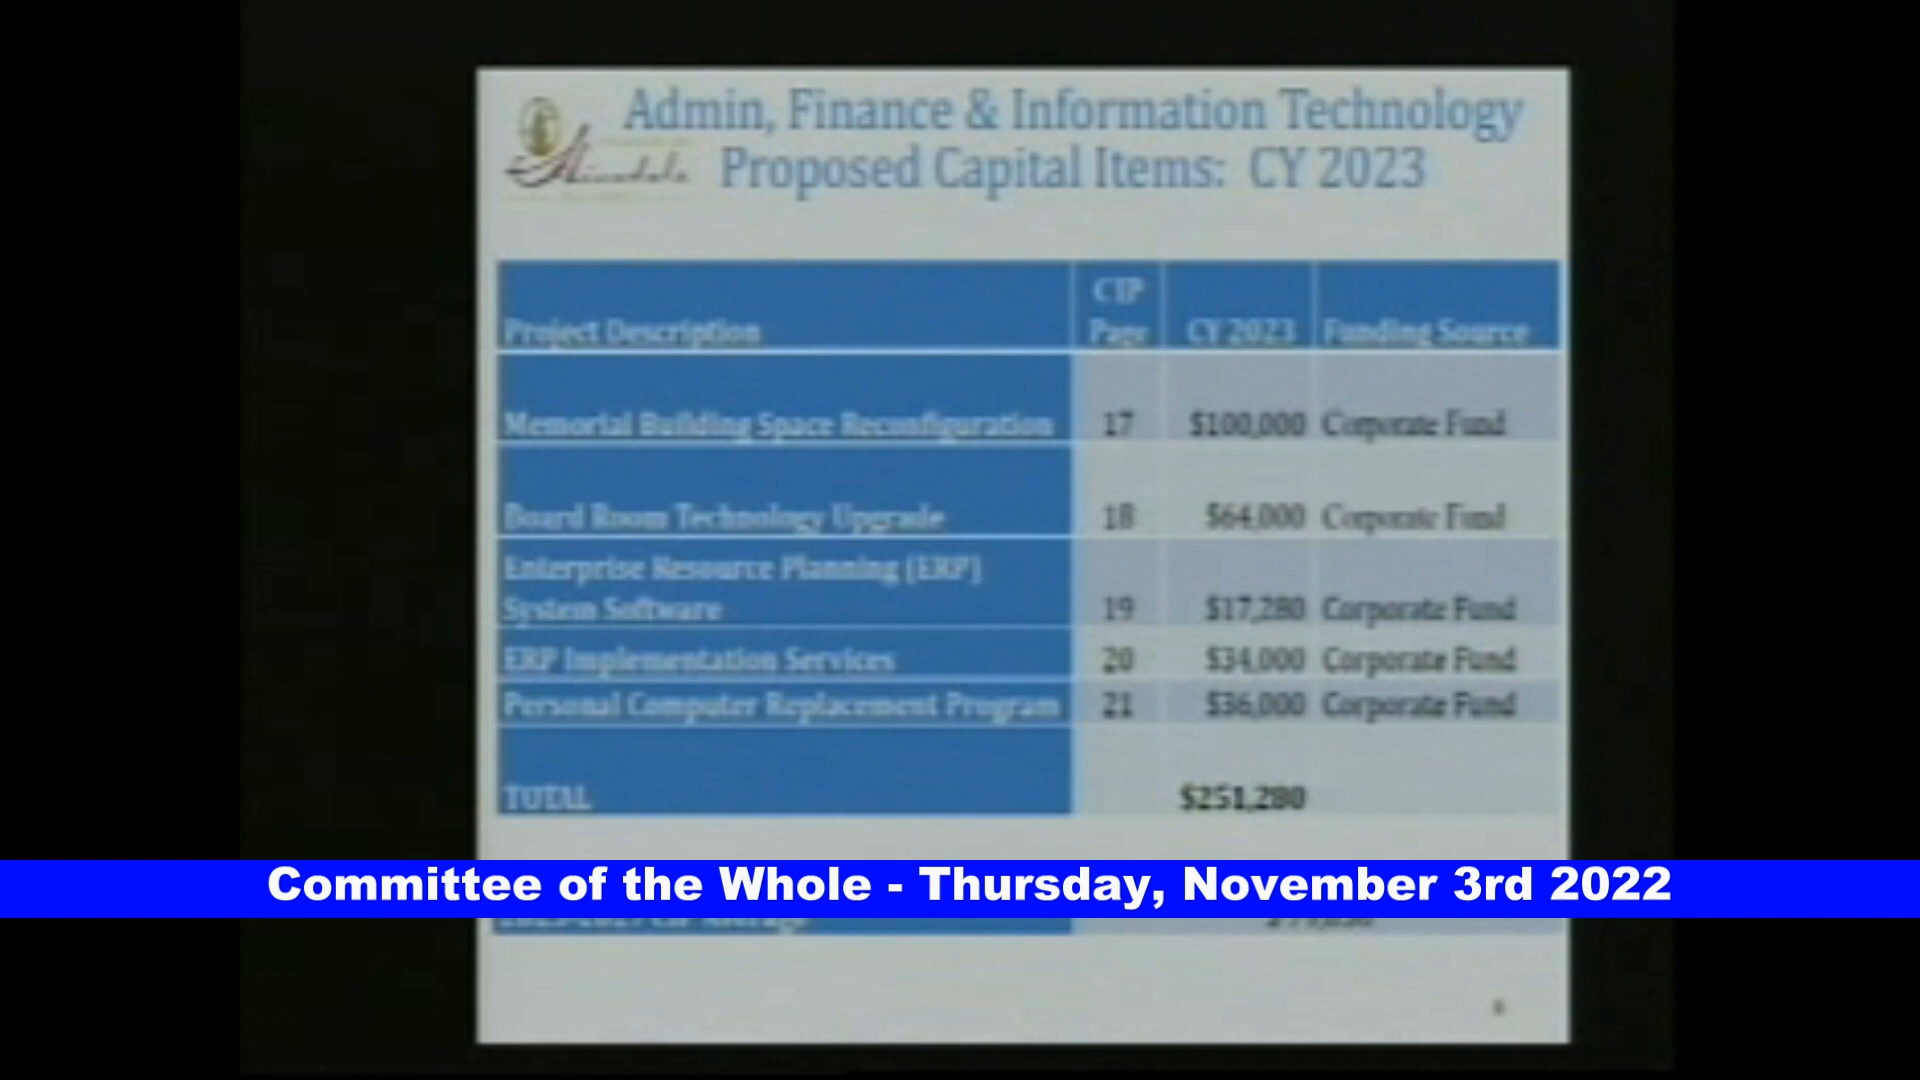 Admin, Finance & Information Technology
Hinsdale
Proposed Capital Items: CY 2023
Project Description CIP Page CY 2023 Funding Source
Memorial Building Space Reconfiguration 17 $100,000 Corporate Fund
Board Room Technology Upgrade 18 $64,000 Corporate Fund
Enterprise Resource Planning (ERP)
System Software 19 $17,280 Corporate Fund
ERP Implementation Services 20 $34,000 Corporate Fund
Personal Computer Replacement Program 21 $36,000 Corporate Fund
TOTAL $251,280
Committee of the Whole - Thursday, November 3rd 2022